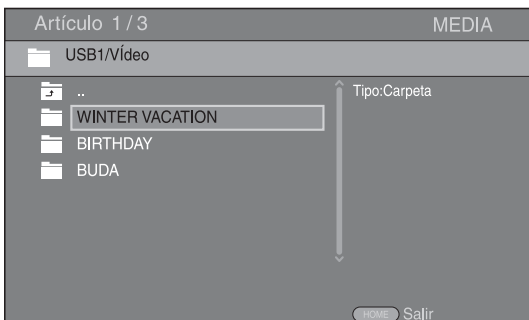 Artículo 1/3 MEDIA
USB1/VÍdeo
..
Tipo:Carpeta
WINTER VACATION
BIRTHDAY
BUDA
HOME Salir